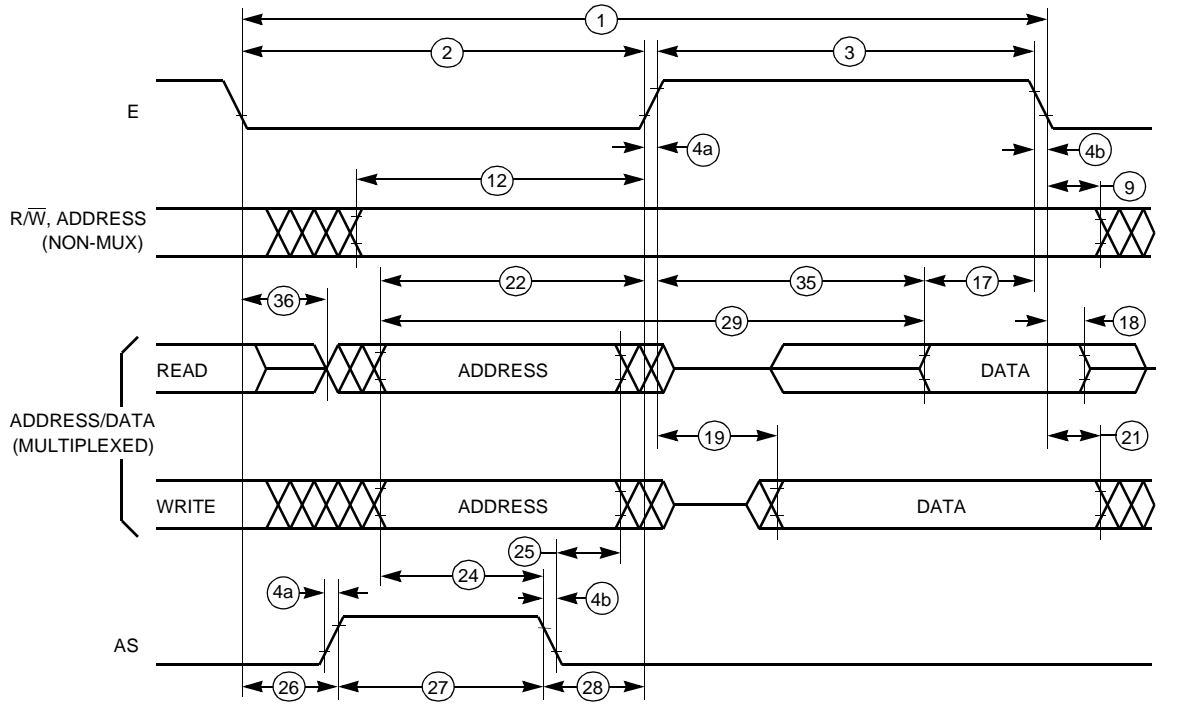 1
2
3
E
4a
4b
12
9
R/W̅, ADDRESS
(NON-MUX)
22
35
17
36
29
18
READ
ADDRESS
DATA
ADDRESS/DATA
(MULTIPLEXED)
19
21
WRITE
ADDRESS
DATA
25
24
4a
4b
AS
26
27
28